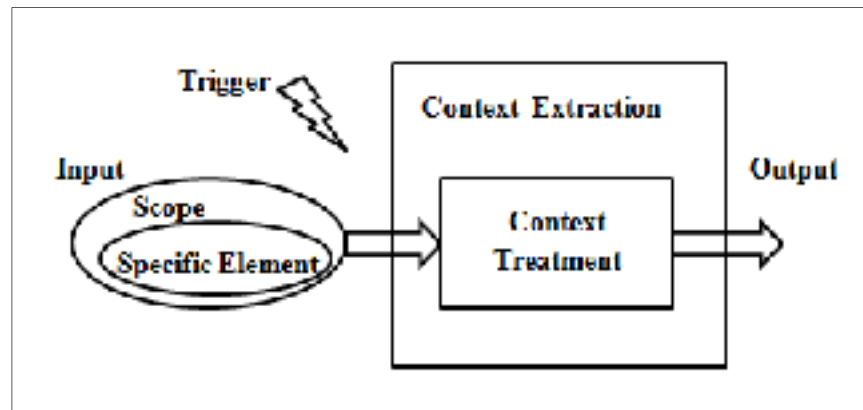 Trigger
Context Extraction
Input
Output
Scope
Specific Element
Context
Treatment